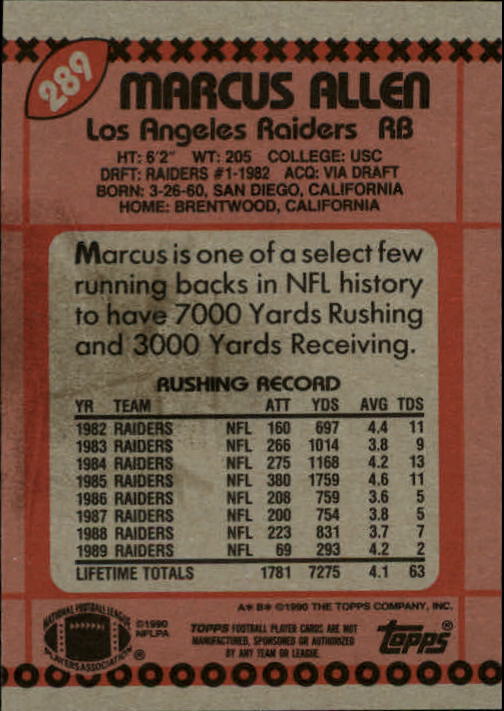 289
MARCUS ALLEN
Los Angeles Raiders RB
HT: 6'2" WT: 205 COLLEGE: USC
DRFT: RAIDERS #1-1982 ACQ: VIA DRAFT
BORN: 3-26-60, SAN DIEGO, CALIFORNIA
HOME: BRENTWOOD, CALIFORNIA
Marcus is one of a select few
running backs in NFL history
to have 7000 Yards Rushing
and 3000 Yards Receiving.
RUSHING RECORD
YR TEAM ATT YDS AVG TDS
1982 RAIDERS NFL 160 697 4.4 11
1983 RAIDERS NFL 266 1014 3.8 9
1984 RAIDERS NFL 275 1168 4.2 13
1985 RAIDERS NFL 380 1759 4.6 11
1986 RAIDERS NFL 208 759 3.6 5
1987 RAIDERS NFL 200 754 3.8 5
1988 RAIDERS NFL 223 831 3.7 7
1989 RAIDERS NFL 69 293 4.2 2
LIFETIME TOTALS 1781 7275 4.1 63
A* B* ©1990 THE TOPPS COMPANY, INC.
NATIONAL FOOTBALL LEAGUE
PLAYERS ASSOCIATION ®
©1990
NFLPA
TOPPS FOOTBALL PLAYER CARDS ARE NOT
MANUFACTURED, SPONSORED OR AUTHORIZED
BY ANY TEAM OR LEAGUE.
topps®